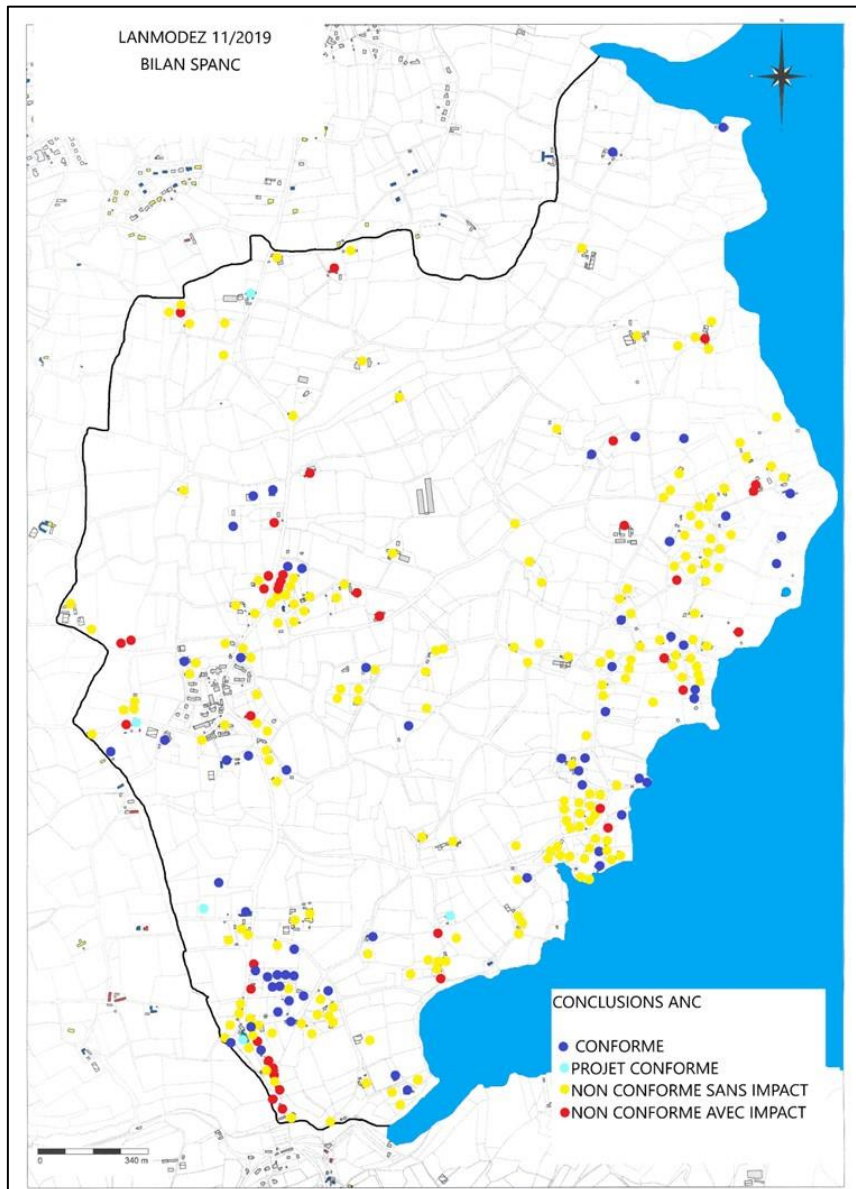 LANMODEZ 11/2019
BILAN SPANC
CONCLUSIONS ANC
CONFORME
PROJET CONFORME
NON CONFORME SANS IMPACT
NON CONFORME AVEC IMPACT
0 340 m